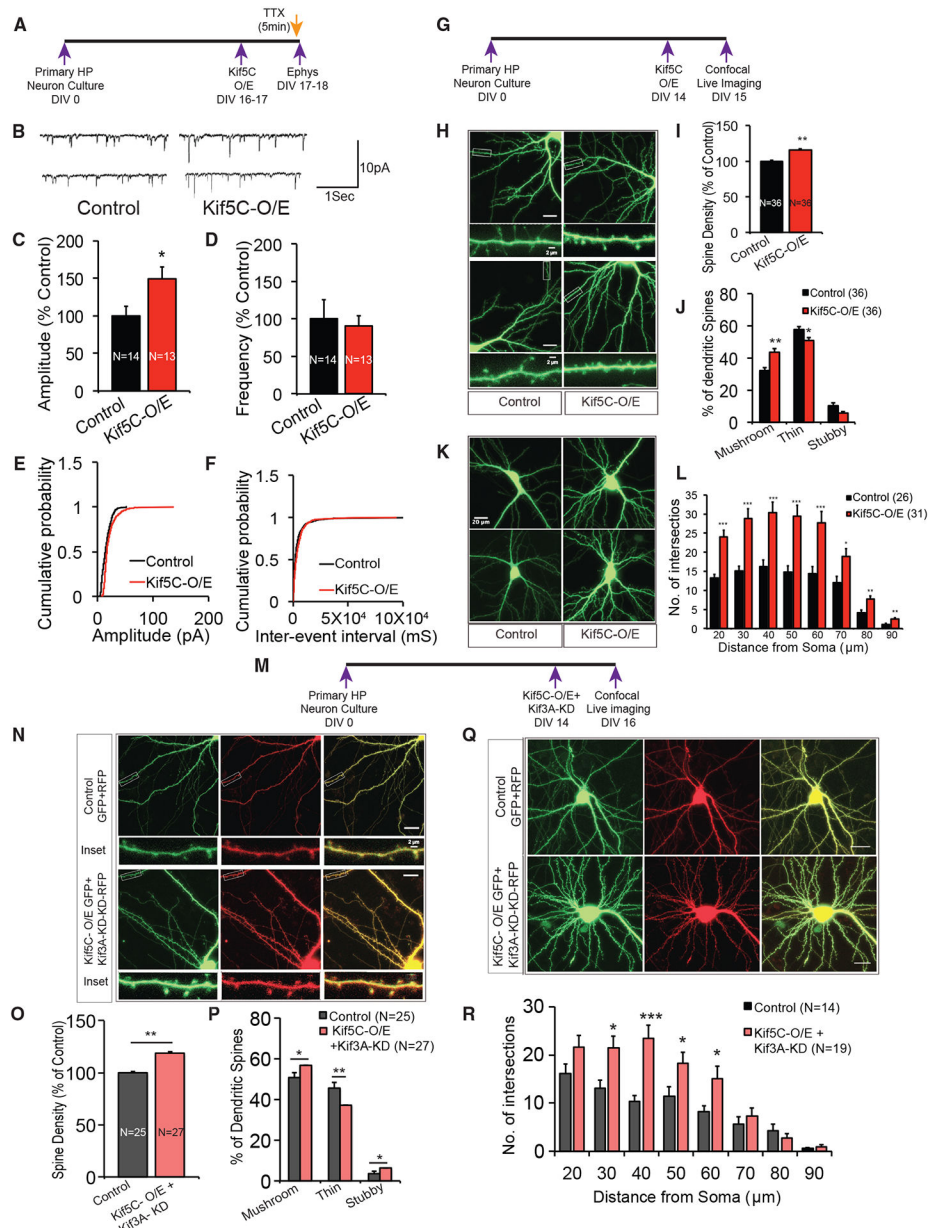 A
TTX
(5min)
Primary HP
Neuron Culture
DIV 0
Kif5C
O/E
DIV 16-17
Ephys
DIV 17-18
B
10pA
1Sec
Control
Kif5C-O/E
C
Amplitude (% Control)
200
150
100
50
0
*
N=14
N=13
Control
Kif5C-O/E
D
Frequency (% Control)
200
150
100
50
0
N=14
N=13
Control
Kif5C-O/E
E
Cumulative probability
1.5
1
0.5
0
Control
Kif5C-O/E
0
100
200
Amplitude (pA)
F
Cumulative probability
1.5
1
0.5
0
Control
Kif5C-O/E
0
5X10⁴
10X10⁴
Inter-event interval (mS)
G
Primary HP
Neuron Culture
DIV 0
Kif5C
O/E
DIV 14
Confocal
Live Imaging
DIV 15
H
2 µm
2 µm
Control
Kif5C-O/E
I
Spine Density (% of Control)
150
100
50
0
**
N=36
N=36
Control
Kif5C-O/E
J
% of dendritic Spines
80
60
40
20
0
Control (36)
Kif5C-O/E (36)
**
*
Mushroom
Thin
Stubby
K
20 µm
Control
Kif5C-O/E
L
No. of intersections
35
30
25
20
15
10
5
0
Control (26)
Kif5C-O/E (31)
***
***
***
***
***
*
**
**
20 30 40 50 60 70 80 90
Distance from Soma (µm)
M
Primary HP
Neuron Culture
DIV 0
Kif5C-O/E+
Kif3A-KD
DIV 14
Confocal
Live imaging
DIV 16
N
Control
GFP+RFP
Inset
Kif5C- O/E GFP+
Kif3A-KD-KD-RFP
Inset
2 µm
2 µm
O
Spine Density (% of Control)
150
100
50
0
**
N=25
N=27
Control
Kif5C- O/E +
Kif3A- KD
P
% of Dendritic Spines
80
60
40
20
0
Control (N=25)
Kif5C-O/E
+Kif3A-KD (N=27)
*
**
*
Mushroom
Thin
Stubby
Q
Control
GFP+RFP
Kif5C- O/E GFP+
Kif3A-KD-KD-RFP
R
No. of intersections
30
20
10
0
Control (N=14)
Kif5C-O/E +
Kif3A-KD (N=19)
*
***
*
*
20 30 40 50 60 70 80 90
Distance from Soma (µm)